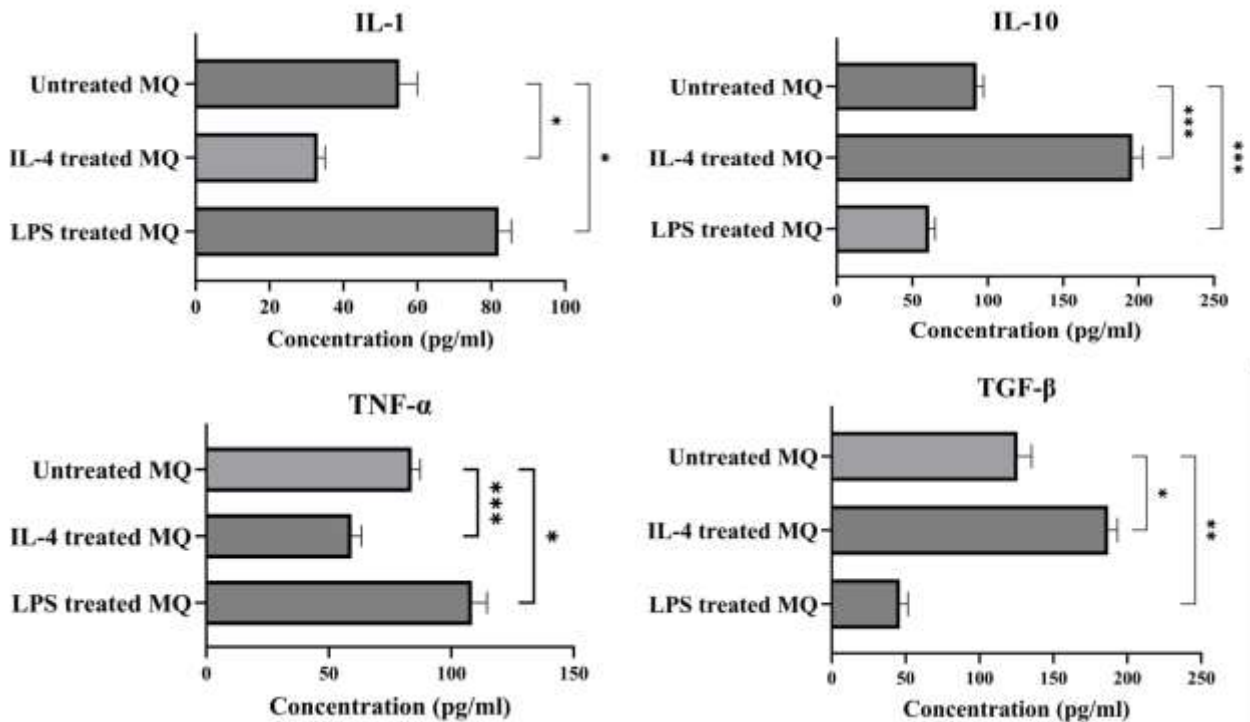 IL-1
Untreated MQ
IL-4 treated MQ
LPS treated MQ
*
*
0 20 40 60 80 100
Concentration (pg/ml)
IL-10
Untreated MQ
IL-4 treated MQ
LPS treated MQ
***
***
0 50 100 150 200 250
Concentration (pg/ml)
TNF-α
Untreated MQ
IL-4 treated MQ
LPS treated MQ
***
*
0 50 100 150
Concentration (pg/ml)
TGF-β
Untreated MQ
IL-4 treated MQ
LPS treated MQ
*
**
0 50 100 150 200 250
Concentration (pg/ml)